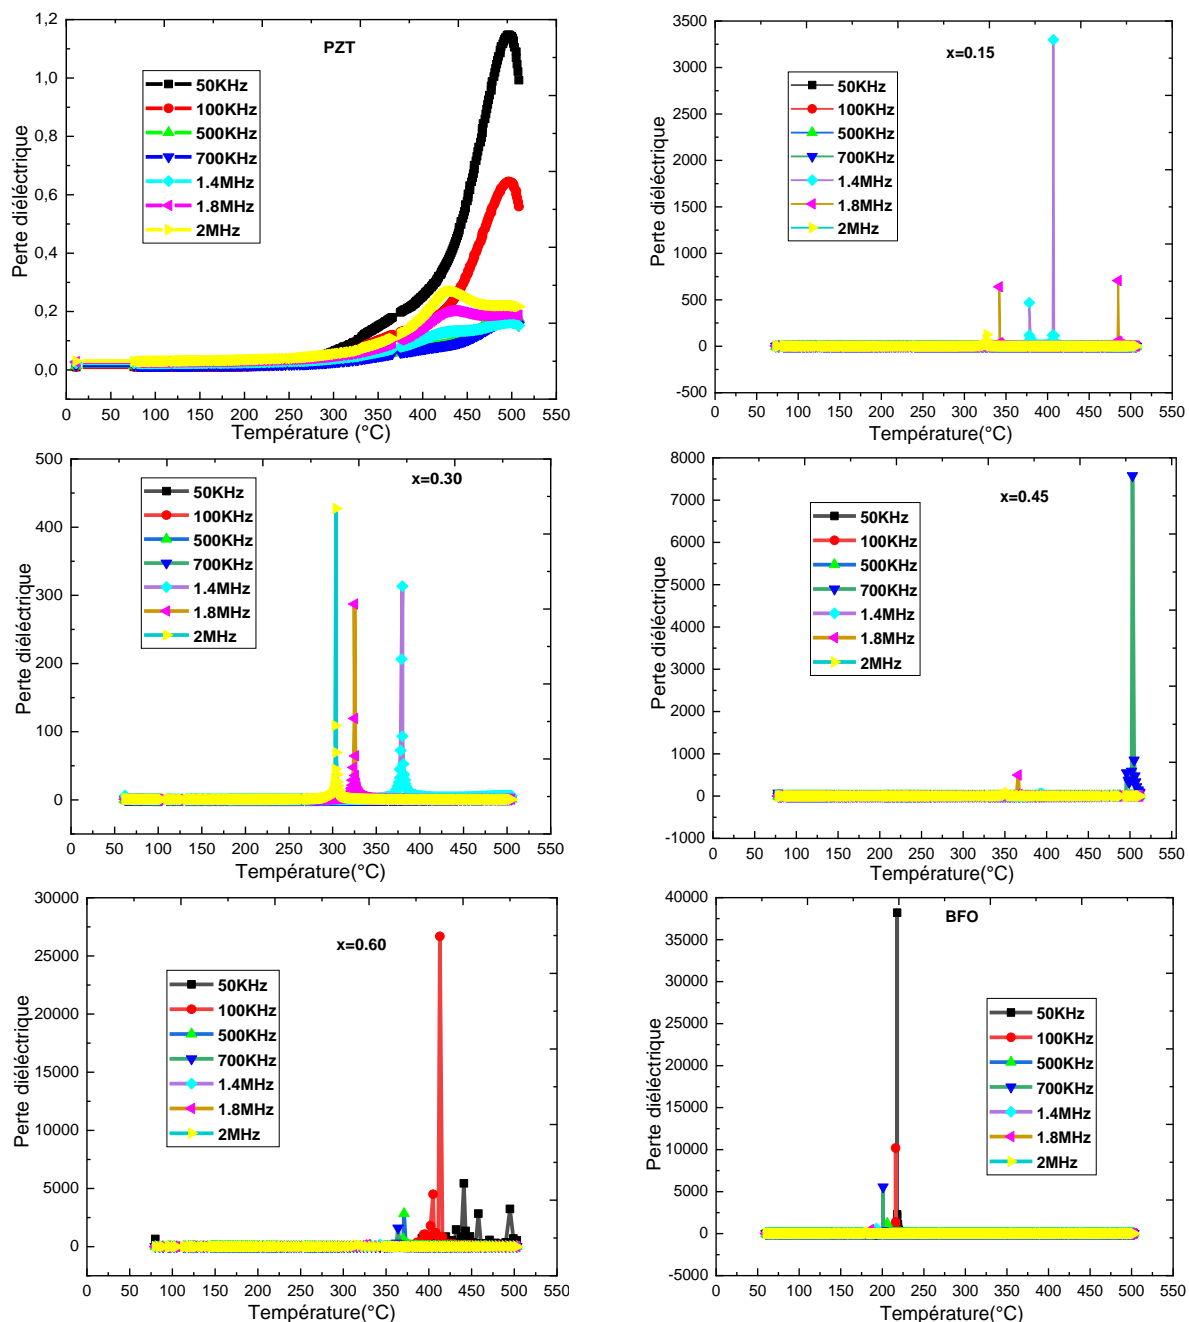 PZT
50KHz
100KHz
500KHz
700KHz
1.4MHz
1.8MHz
2MHz
Perte diéléctrique
1,2
1,0
0,8
0,6
0,4
0,2
0,0
0 50 100 150 200 250 300 350 400 450 500 550
Température (°C)
x=0.15
50KHz
100KHz
500KHz
700KHz
1.4MHz
1.8MHz
2MHz
Perte diéléctrique
3500
3000
2500
2000
1500
1000
500
0
-500
0 50 100 150 200 250 300 350 400 450 500 550
Température(°C)
x=0.30
50KHz
100KHz
500KHz
700KHz
1.4MHz
1.8MHz
2MHz
Perte diéléctrique
500
400
300
200
100
0
0 50 100 150 200 250 300 350 400 450 500 550
Température(°C)
x=0.45
50KHz
100KHz
500KHz
700KHz
1.4MHz
1.8MHz
2MHz
Perte diéléctrique
8000
7000
6000
5000
4000
3000
2000
1000
0
-1000
0 50 100 150 200 250 300 350 400 450 500 550
Température(°C)
x=0.60
50KHz
100KHz
500KHz
700KHz
1.4MHz
1.8MHz
2MHz
Perte diéléctrique
30000
25000
20000
15000
10000
5000
0
0 50 100 150 200 250 300 350 400 450 500 550
Température(°C)
BFO
50KHz
100KHz
500KHz
700KHz
1.4MHz
1.8MHz
2MHz
Perte diéléctrique
40000
35000
30000
25000
20000
15000
10000
5000
0
-5000
0 50 100 150 200 250 300 350 400 450 500 550
Température(°C)